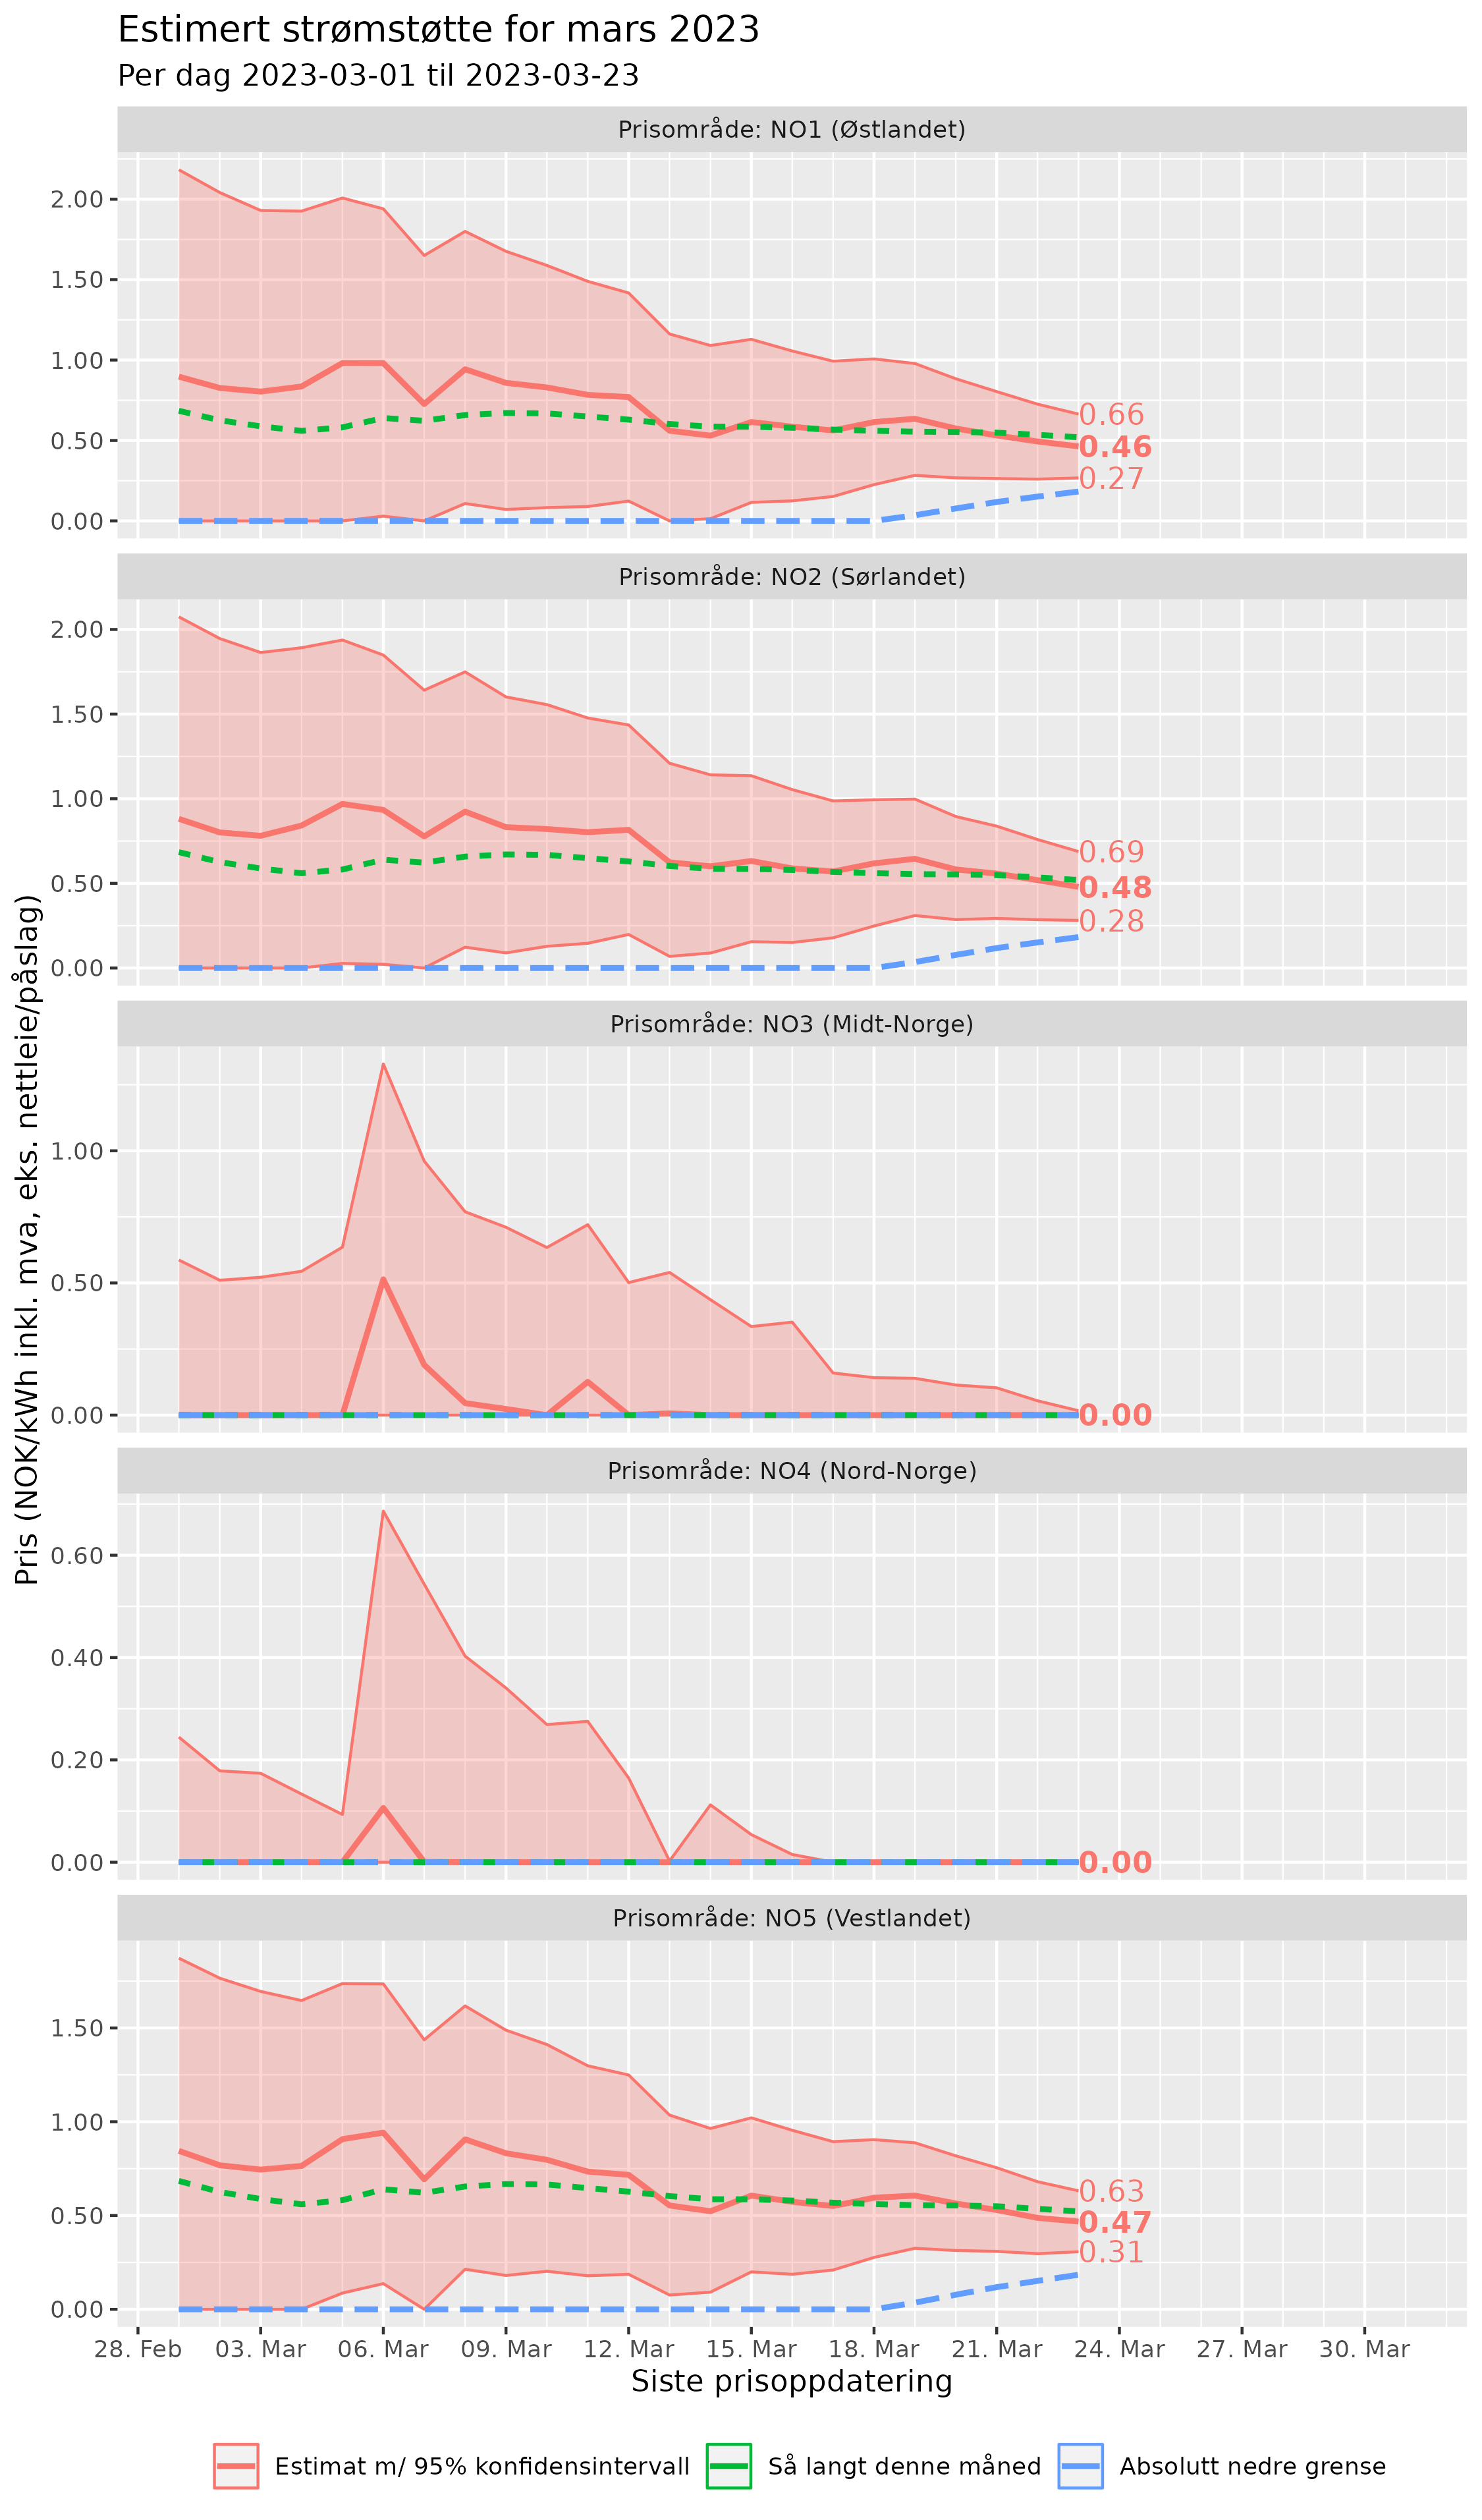 Estimert strømstøtte for mars 2023
Per dag 2023-03-01 til 2023-03-23
Pris (NOK/kWh inkl. mva, eks. nettleie/påslag)
Prisområde: NO1 (Østlandet)
2.00
1.50
1.00
0.50
0.00
0.66
0.46
0.27
Prisområde: NO2 (Sørlandet)
2.00
1.50
1.00
0.50
0.00
0.69
0.48
0.28
Prisområde: NO3 (Midt-Norge)
1.00
0.50
0.00
0.00
Prisområde: NO4 (Nord-Norge)
0.60
0.40
0.20
0.00
0.00
Prisområde: NO5 (Vestlandet)
1.50
1.00
0.50
0.00
0.63
0.47
0.31
28. Feb 03. Mar 06. Mar 09. Mar 12. Mar 15. Mar 18. Mar 21. Mar 24. Mar 27. Mar 30. Mar
Siste prisoppdatering
Estimat m/ 95% konfidensintervall Så langt denne måned Absolutt nedre grense